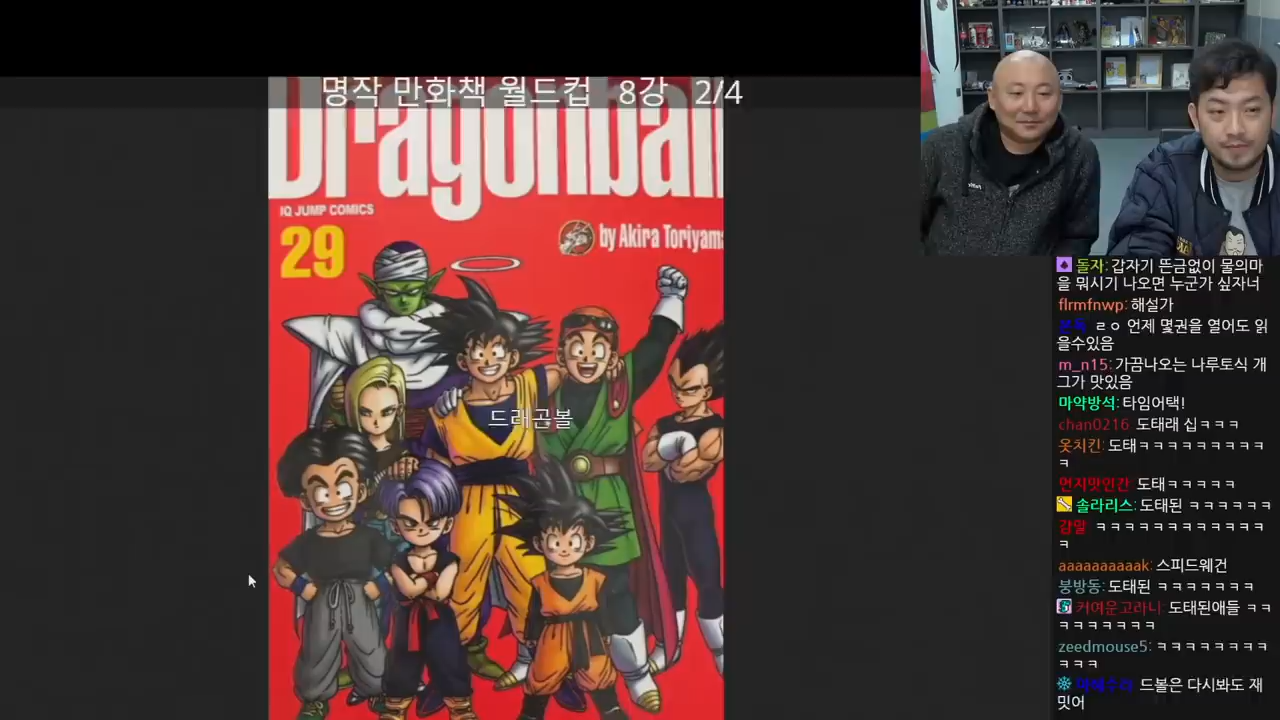 명작 만화책 월드컵 8강 2/4
Dragonball
IQ JUMP COMICS
29
by Akira Toriyam
드래곤볼
돌자: 갑자기 뜬금없이 물의마
을 뭐시기 나오면 누군가 싶자너
flrmfnwp: 해설가
ㄹㅇ 언제 몇권을 열어도 읽
을수있음
m_n15: 가끔나오는 나루토식 개
그가 맛있음
마약방석: 타임어택!
chan0216: 도태래 십ㅋㅋㅋ
옷치킨: 도태ㅋㅋㅋㅋㅋㅋㅋㅋㅋ
ㅋ
먼지맛인간: 도태ㅋㅋㅋㅋㅋ
솔라리스: 도태된 ㅋㅋㅋㅋㅋㅋ
감말: ㅋㅋㅋㅋㅋㅋㅋㅋㅋㅋㅋㅋ
ㅋ
aaaaaaaaaak: 스피드웨건
붕방동: 도태된 ㅋㅋㅋㅋㅋㅋㅋ
커여운고라니: 도태된애들 ㅋㅋ
ㅋㅋㅋㅋㅋㅋㅋ
zeedmouse5: ㅋㅋㅋㅋㅋㅋㅋㅋ
ㅋㅋㅋ
드볼은 다시봐도 재
밋어